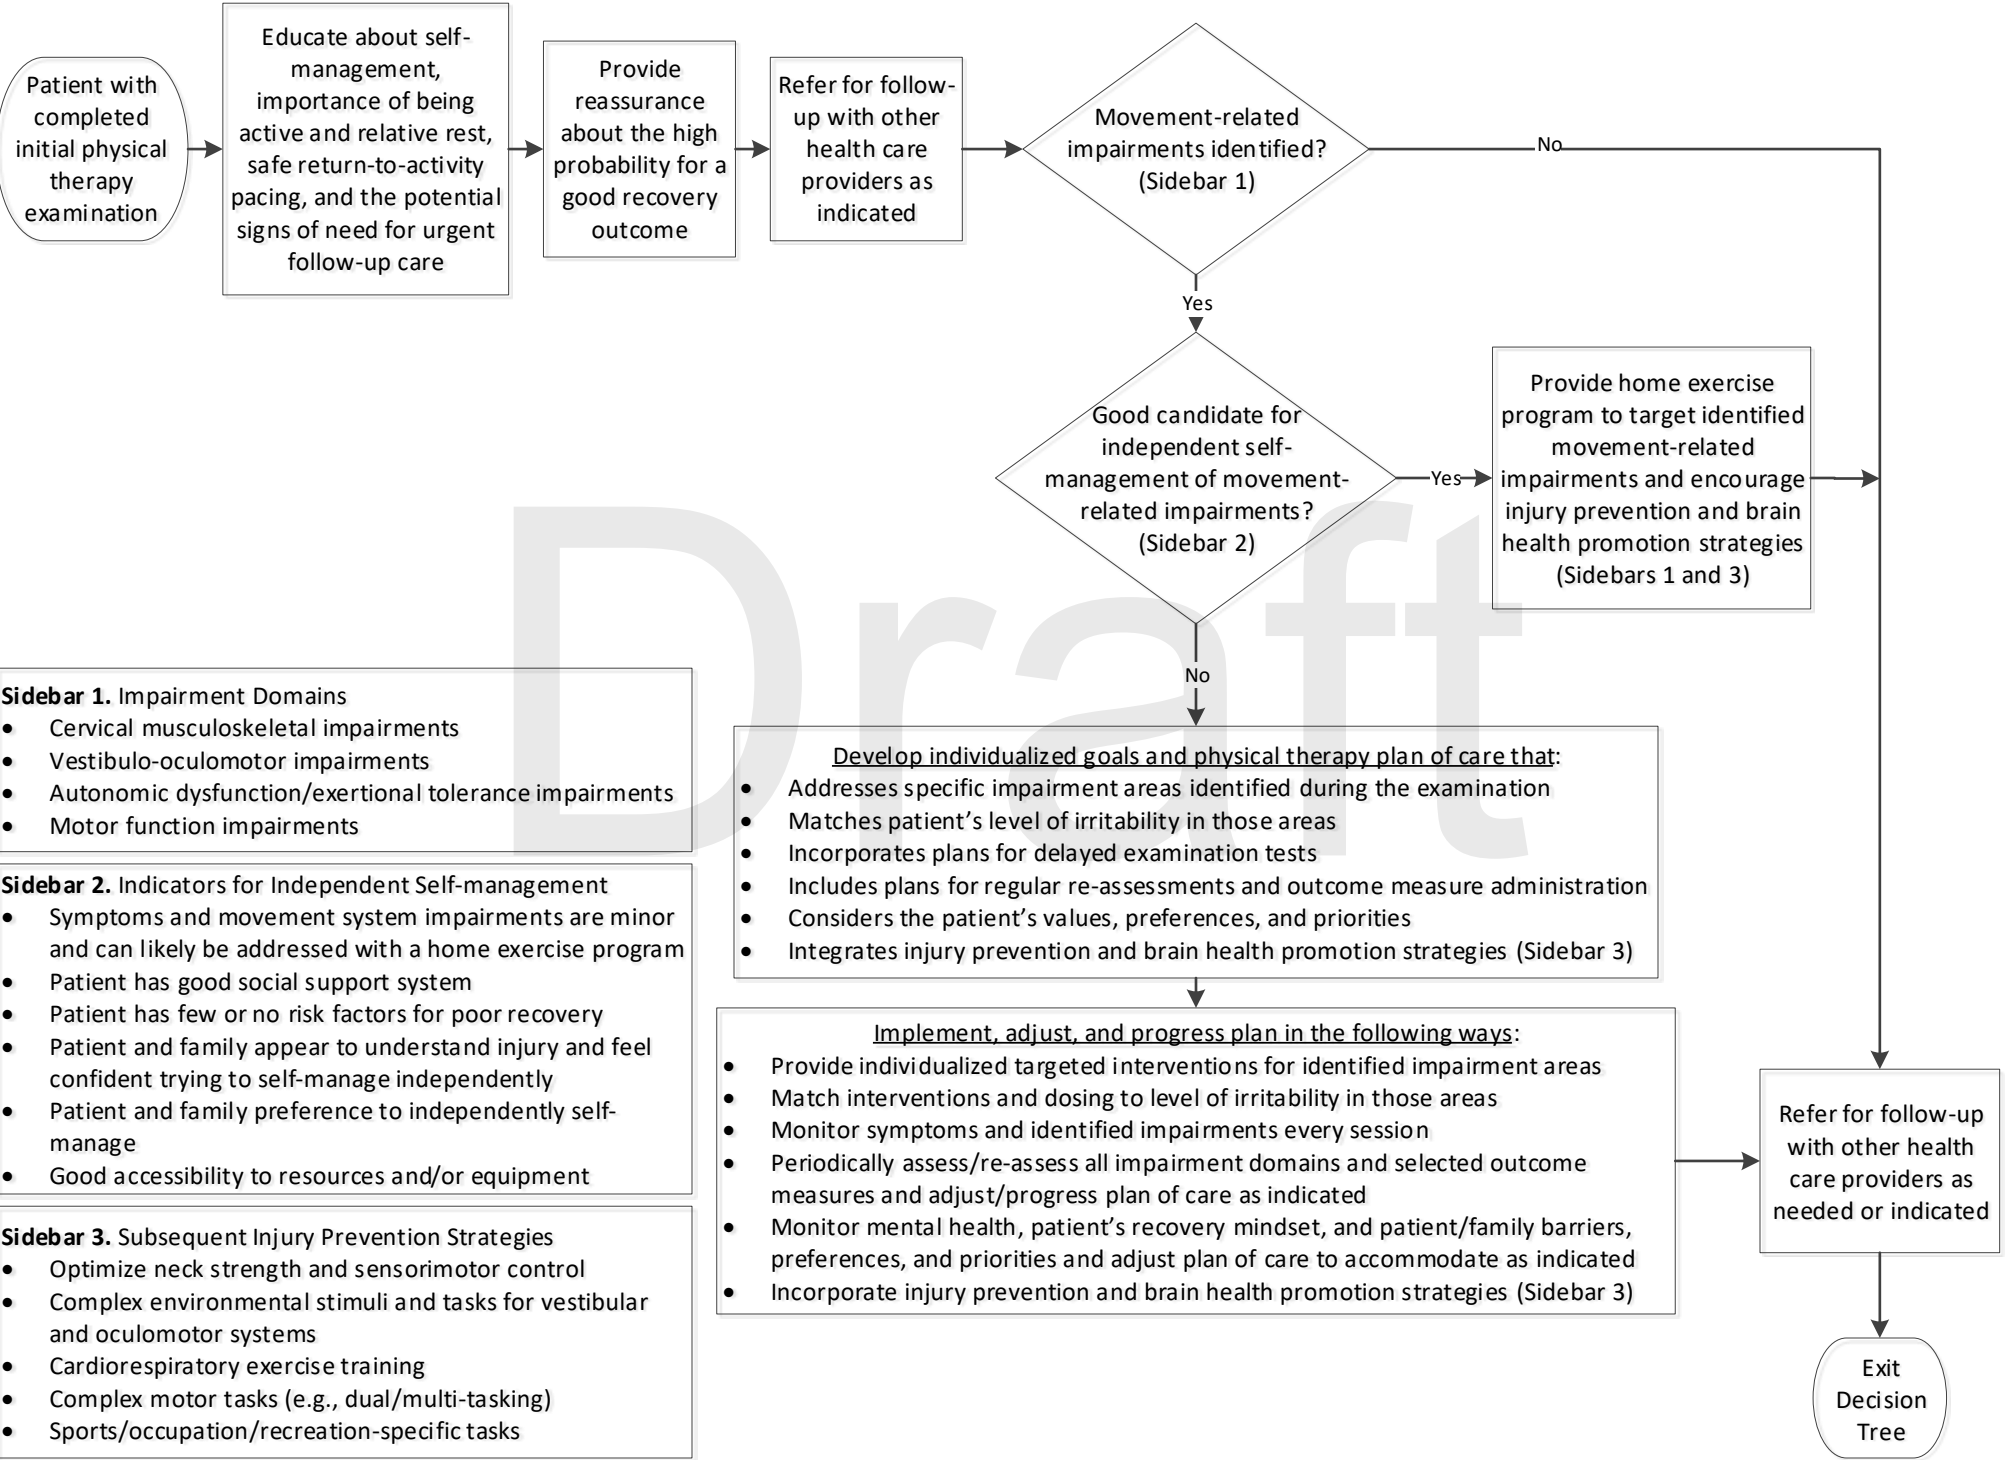 Patient with
completed
initial physical
therapy
examination
Educate about self-
management,
importance of being
active and relative rest,
safe return-to-activity
pacing, and the potential
signs of need for urgent
follow-up care
Provide
reassurance
about the high
probability for a
good recovery
outcome
Refer for follow-
up with other
health care
providers as
indicated
Movement-related
impairments identified?
(Sidebar 1)
No
Yes
Good candidate for
independent self-
management of movement-
related impairments?
(Sidebar 2)
Yes
Provide home exercise
program to target identified
movement-related
impairments and encourage
injury prevention and brain
health promotion strategies
(Sidebars 1 and 3)
No
Draft
Sidebar 1. Impairment Domains
• Cervical musculoskeletal impairments
• Vestibulo-oculomotor impairments
• Autonomic dysfunction/exertional tolerance impairments
• Motor function impairments
Sidebar 2. Indicators for Independent Self-management
• Symptoms and movement system impairments are minor
and can likely be addressed with a home exercise program
• Patient has good social support system
• Patient has few or no risk factors for poor recovery
• Patient and family appear to understand injury and feel
confident trying to self-manage independently
• Patient and family preference to independently self-
manage
• Good accessibility to resources and/or equipment
Sidebar 3. Subsequent Injury Prevention Strategies
• Optimize neck strength and sensorimotor control
• Complex environmental stimuli and tasks for vestibular
and oculomotor systems
• Cardiorespiratory exercise training
• Complex motor tasks (e.g., dual/multi-tasking)
• Sports/occupation/recreation-specific tasks
Develop individualized goals and physical therapy plan of care that:
• Addresses specific impairment areas identified during the examination
• Matches patient's level of irritability in those areas
• Incorporates plans for delayed examination tests
• Includes plans for regular re-assessments and outcome measure administration
• Considers the patient's values, preferences, and priorities
• Integrates injury prevention and brain health promotion strategies (Sidebar 3)
Implement, adjust, and progress plan in the following ways:
• Provide individualized targeted interventions for identified impairment areas
• Match interventions and dosing to level of irritability in those areas
• Monitor symptoms and identified impairments every session
• Periodically assess/re-assess all impairment domains and selected outcome
measures and adjust/progress plan of care as indicated
• Monitor mental health, patient's recovery mindset, and patient/family barriers,
preferences, and priorities and adjust plan of care to accommodate as indicated
• Incorporate injury prevention and brain health promotion strategies (Sidebar 3)
Refer for follow-up
with other health
care providers as
needed or indicated
Exit
Decision
Tree